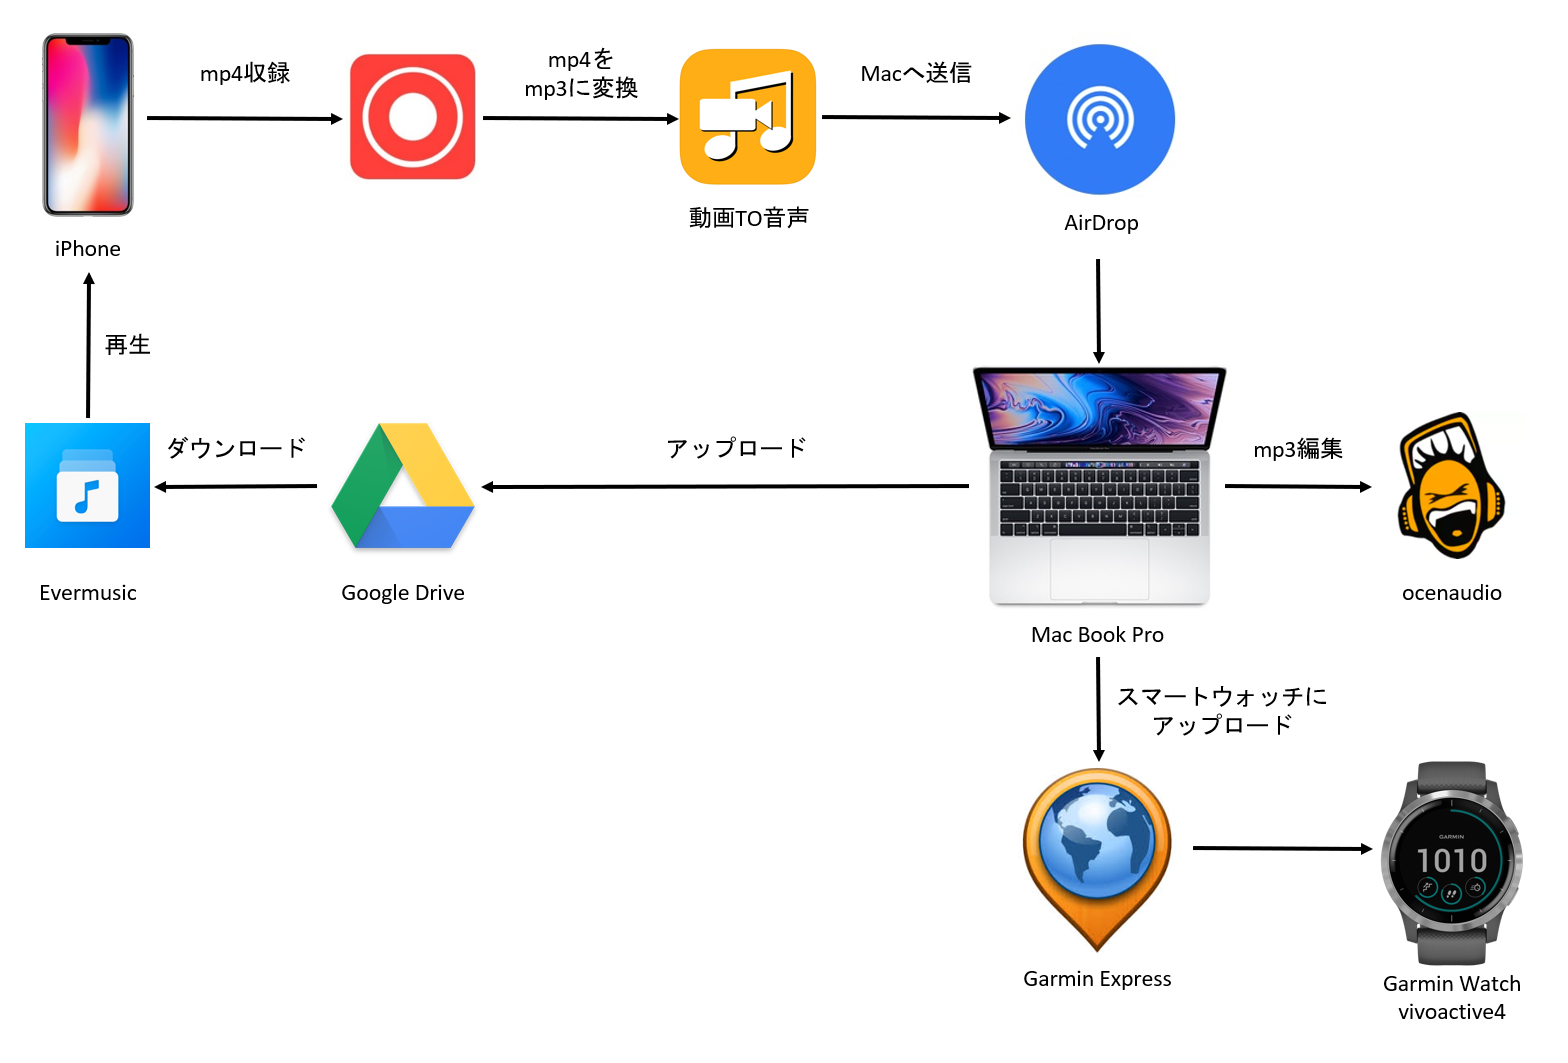 mp4収録
mp4を
mp3に変換
Macへ送信
動画TO音声
AirDrop
iPhone
再生
ダウンロード
アップロード
mp3編集
Evermusic
Google Drive
ocenaudio
Mac Book Pro
スマートウォッチに
アップロード
GARMIN
1010
Garmin Express
Garmin Watch
vivoactive4